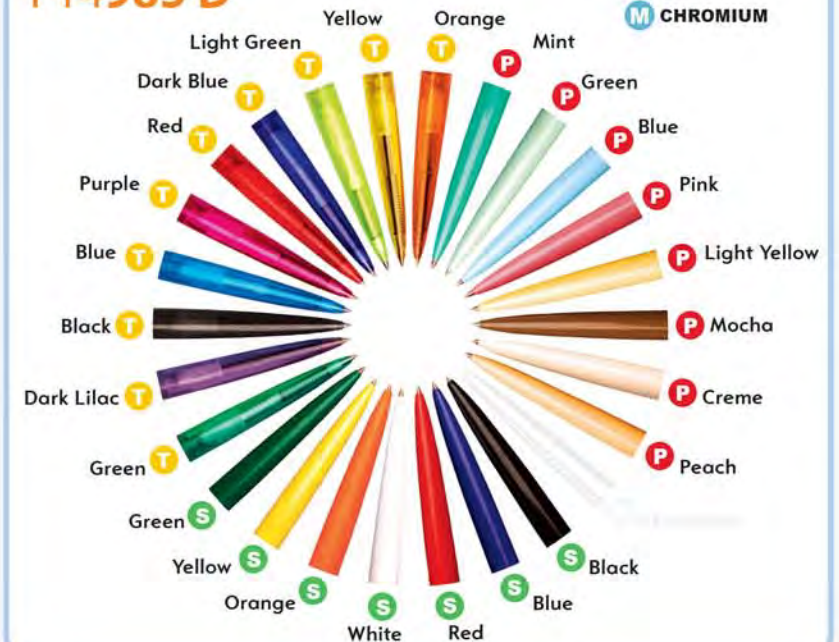 M CHROMIUM
Orange T
Mint P
Green P
Blue P
Pink P
Light Yellow P
Mocha P
Creme P
Peach P
Black S
Blue S
Red S
White S
Orange S
Yellow S
Green S
Green T
Dark Lilac T
Black T
Blue T
Purple T
Red T
Dark Blue T
Light Green T
Yellow T